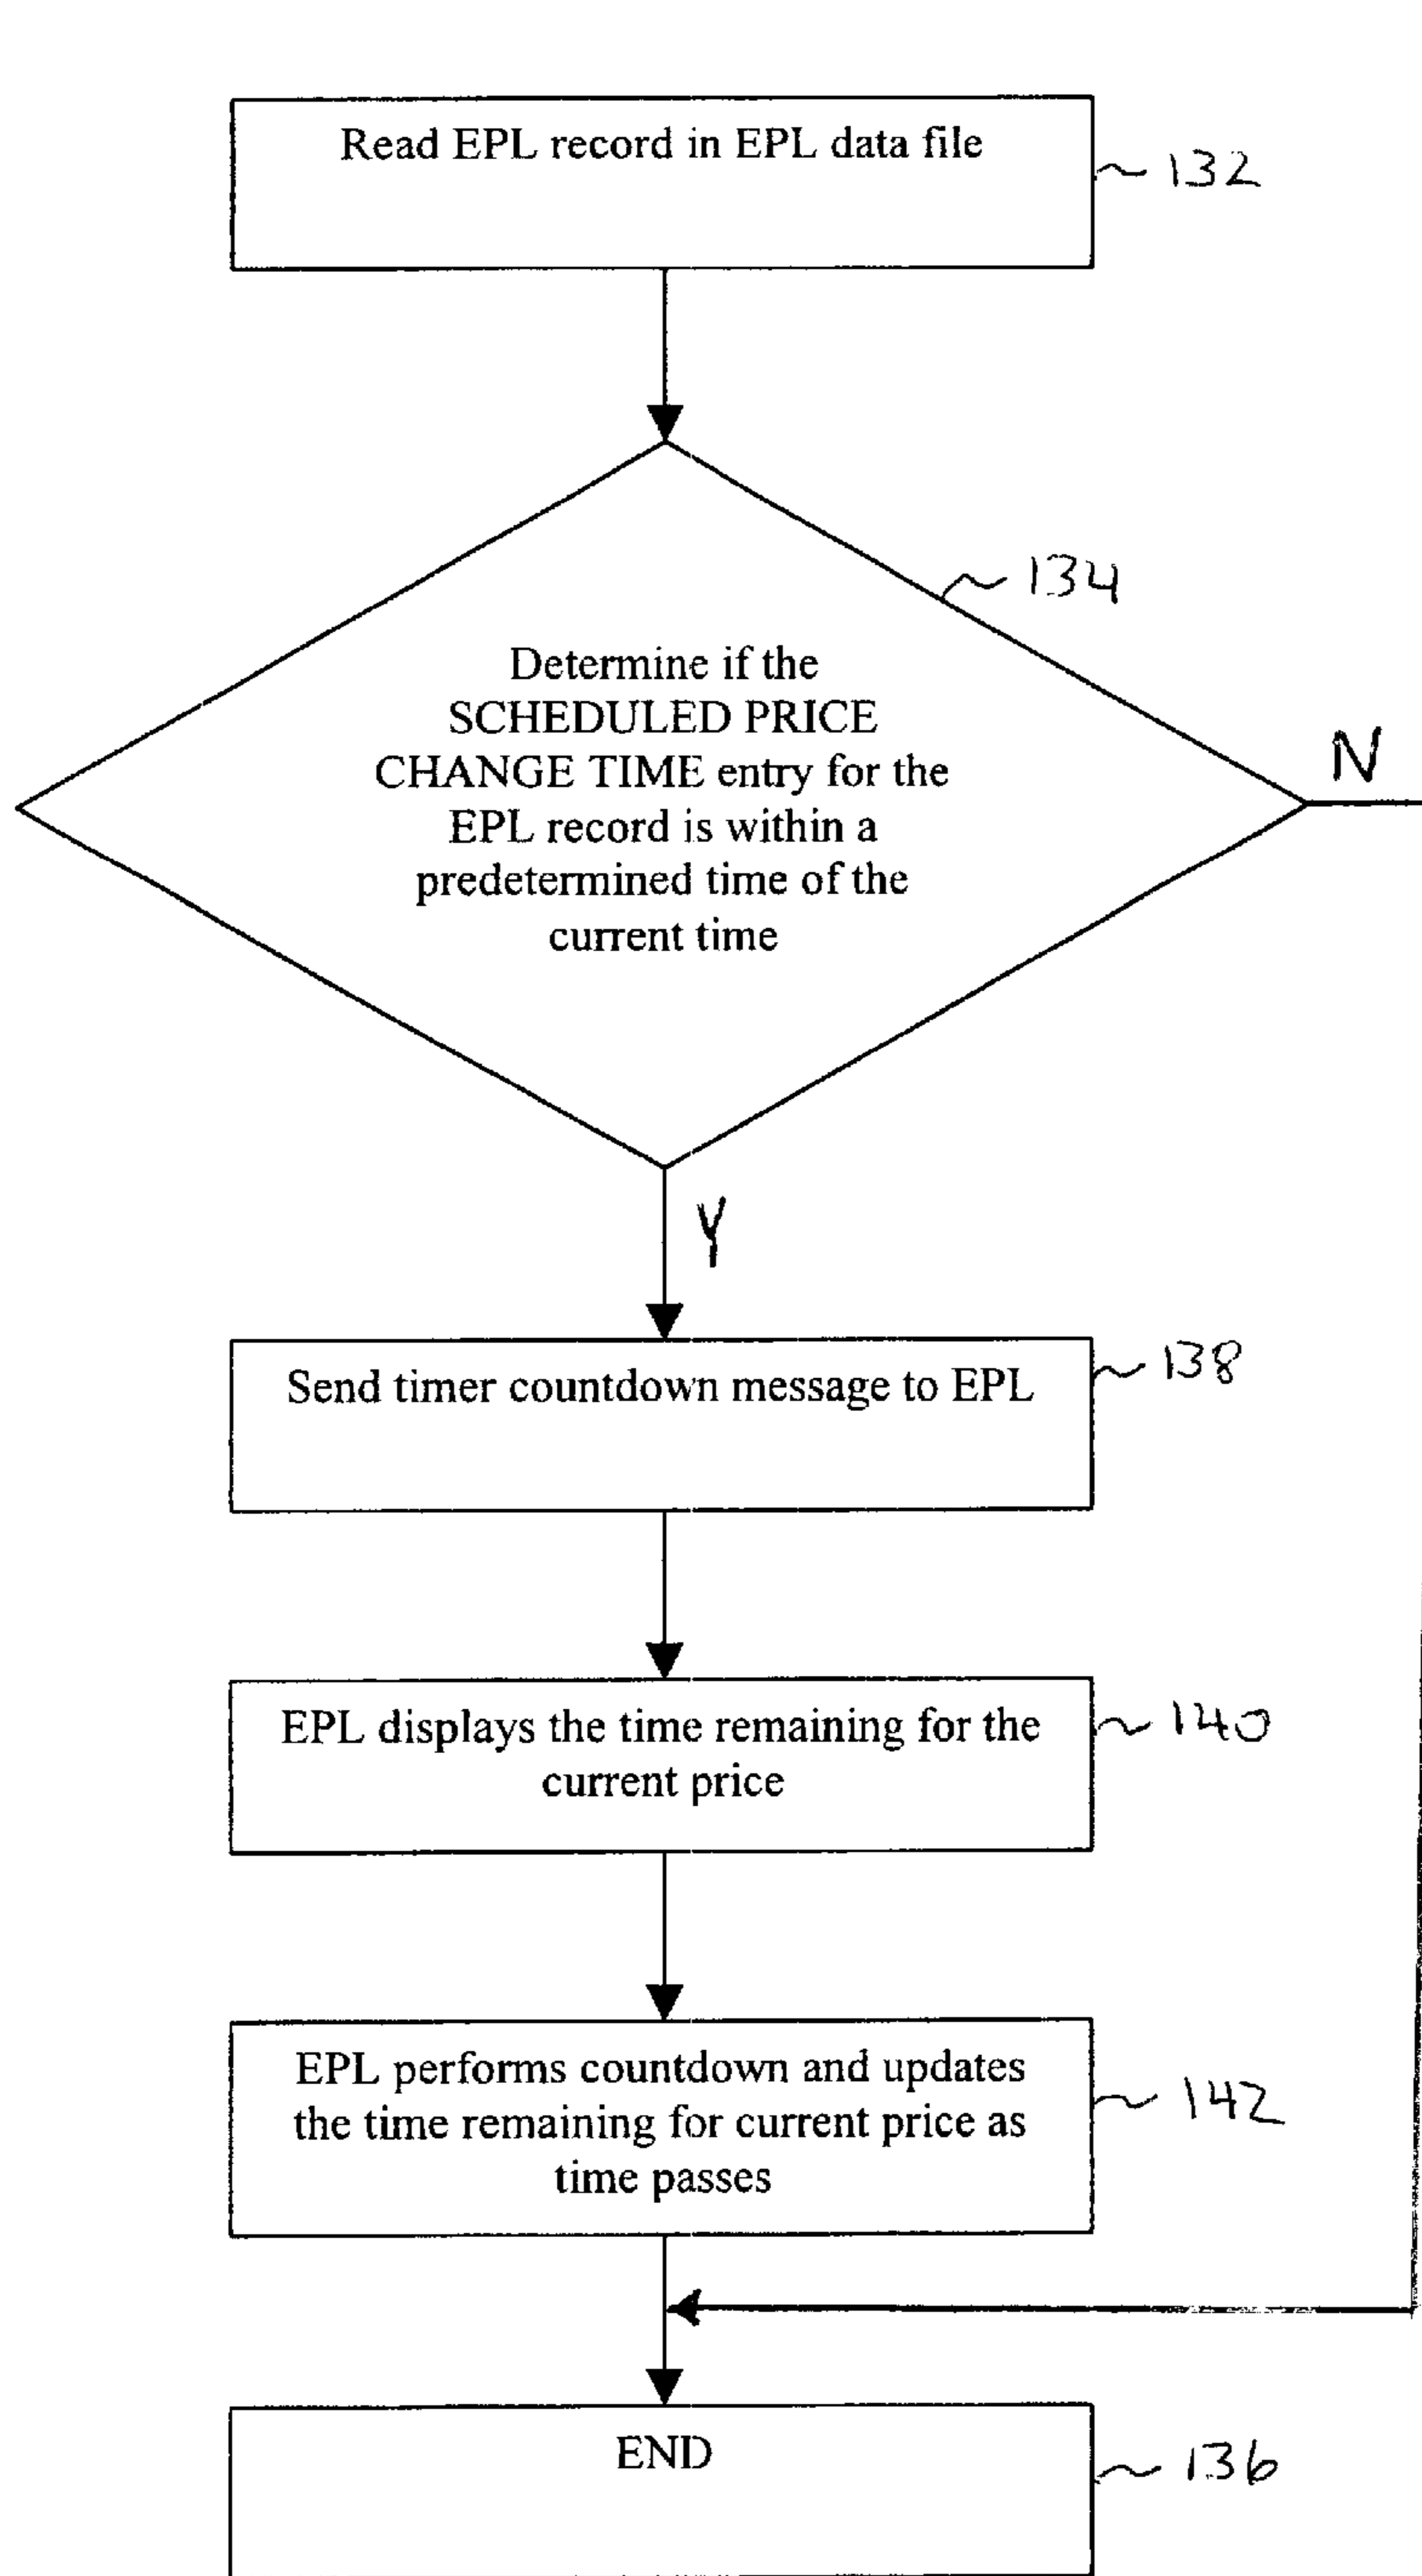 Read EPL record in EPL data file
132
134
Determine if the
SCHEDULED PRICE
CHANGE TIME entry for the
EPL record is within a
predetermined time of the
current time
N
Y
Send timer countdown message to EPL
138
EPL displays the time remaining for the
current price
140
EPL performs countdown and updates
the time remaining for current price as
time passes
142
END
136